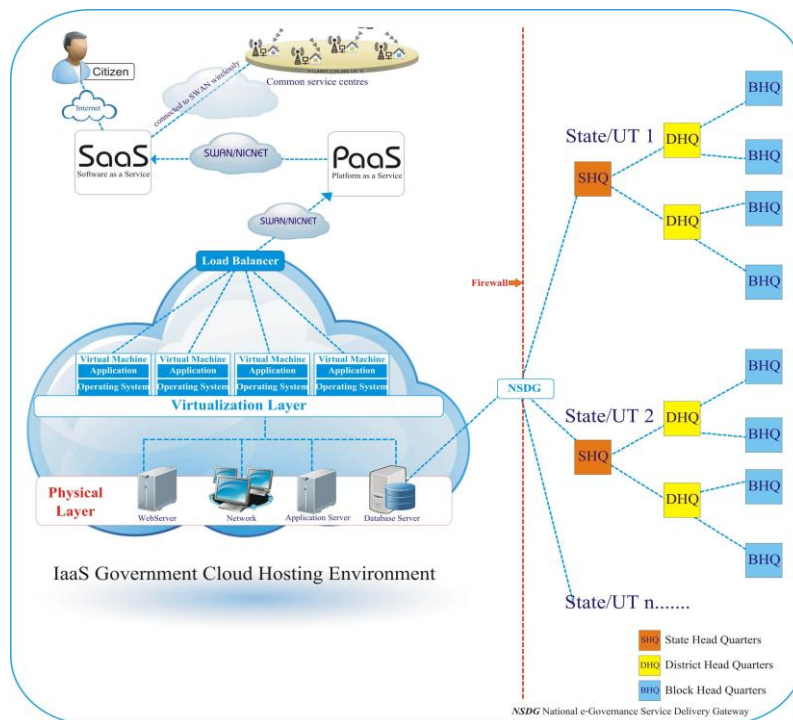 Citizen
Internet
connected to SWAN wirelessly
Common service centres
SaaS
Software as a Service
SWAN/NICNET
PaaS
Platform as a Service
SWAN/NICNET
Load Balancer
Virtual Machine
Application
Operating System
Virtual Machine
Application
Operating System
Virtual Machine
Application
Operating System
Virtual Machine
Application
Operating System
Virtualization Layer
Physical
Layer
WebServer
Network
Application Server
Database Server
IaaS Government Cloud Hosting Environment
Firewall
NSDG
State/UT 1
SHQ
DHQ
DHQ
BHQ
BHQ
BHQ
BHQ
State/UT 2
SHQ
DHQ
DHQ
BHQ
BHQ
BHQ
BHQ
State/UT n.......
SHQ State Head Quarters
DHQ District Head Quarters
BHQ Block Head Quarters
NSDG National e-Governance Service Delivery Gateway